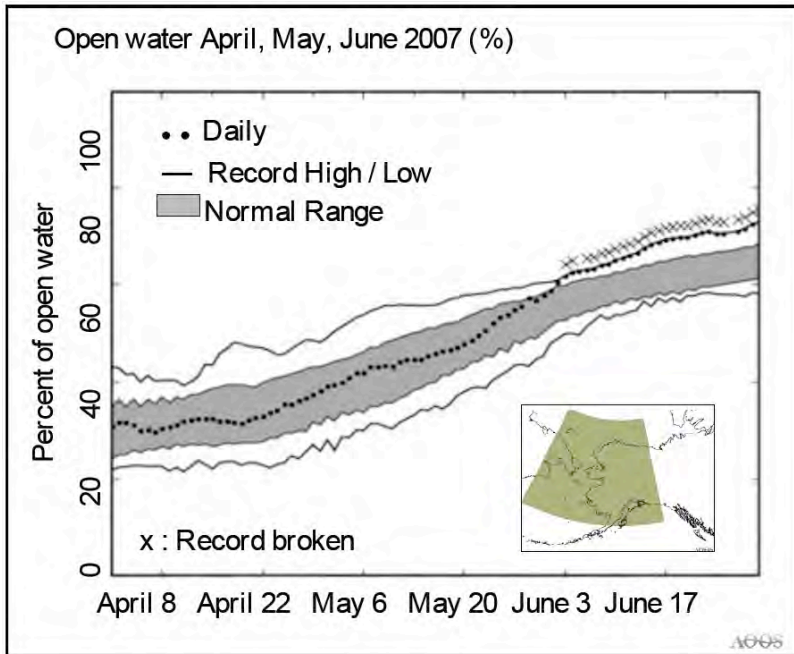 Open water April, May, June 2007 (%)
Daily
Record High / Low
Normal Range
Percent of open water
100
80
60
40
20
0
x : Record broken
April 8 April 22 May 6 May 20 June 3 June 17
AOOS